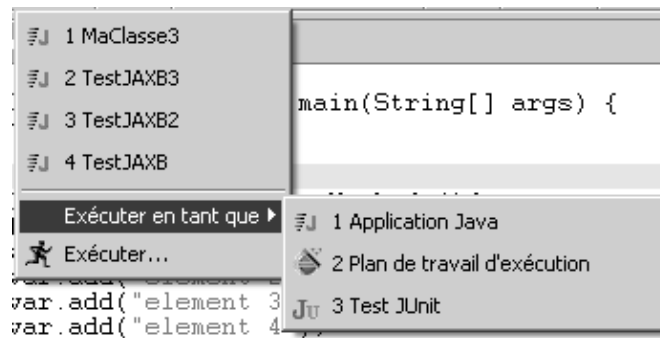 1 MaClasse3
2 TestJAXB3
3 TestJAXB2
main(String[] args) {
4 TestJAXB
Exécuter en tant que
1 Application Java
Exécuter...
2 Plan de travail d'exécution
var.add("element 3
3 Test JUnit
var.add("element 4